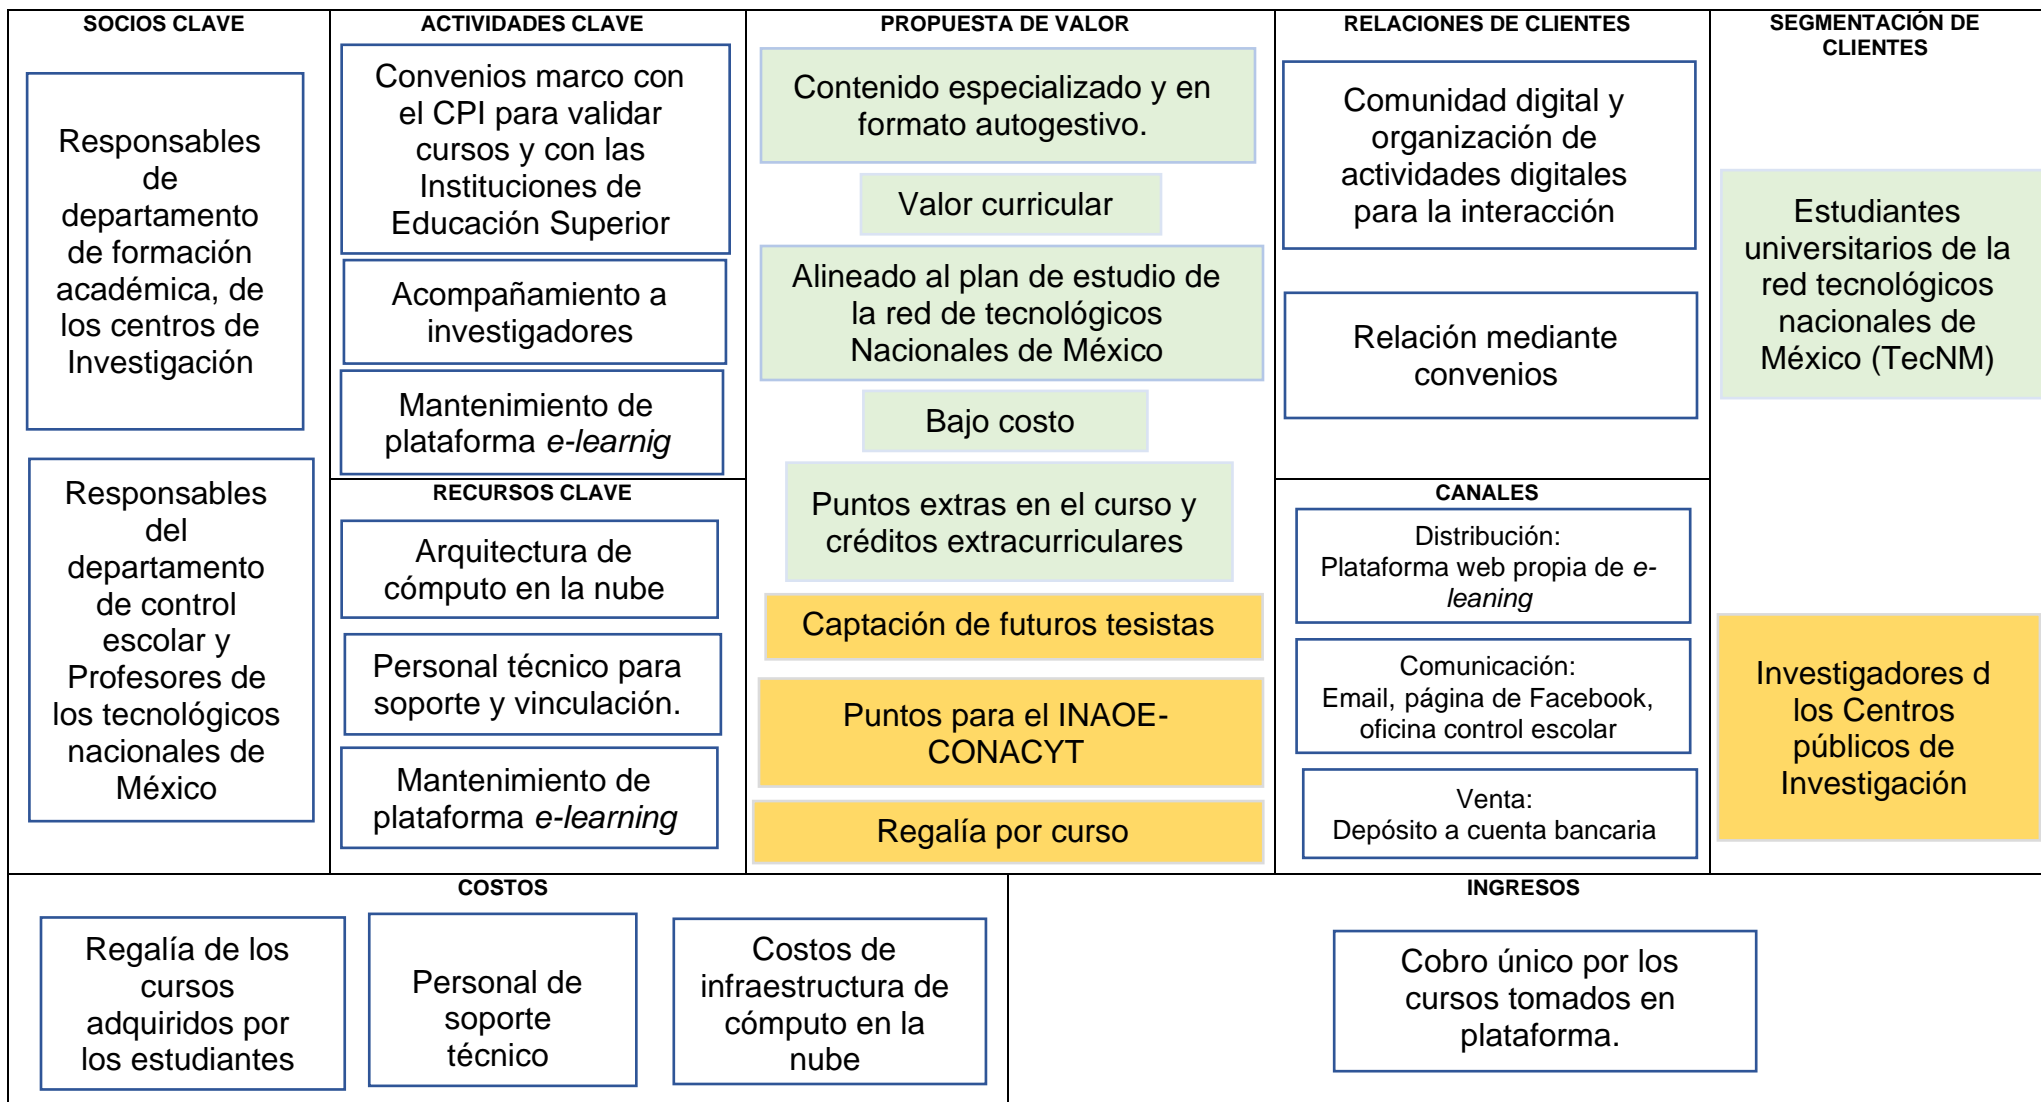 SOCIOS CLAVE
Responsables
de
departamento
de formación
académica, de
los centros de
Investigación
Responsables
del
departamento
de control
escolar y
Profesores de
los tecnológicos
nacionales de
México
ACTIVIDADES CLAVE
Convenios marco con
el CPI para validar
cursos y con las
Instituciones de
Educación Superior
Acompañamiento a
investigadores
Mantenimiento de
plataforma e-learnig
RECURSOS CLAVE
Arquitectura de
cómputo en la nube
Personal técnico para
soporte y vinculación.
Mantenimiento de
plataforma e-learning
PROPUESTA DE VALOR
Contenido especializado y en
formato autogestivo.
Valor curricular
Alineado al plan de estudio de
la red de tecnológicos
Nacionales de México
Bajo costo
Puntos extras en el curso y
créditos extracurriculares
Captación de futuros tesistas
Puntos para el INAOE-
CONACYT
Regalía por curso
RELACIONES DE CLIENTES
Comunidad digital y
organización de
actividades digitales
para la interacción
Relación mediante
convenios
CANALES
Distribución:
Plataforma web propia de e-
leaning
Comunicación:
Email, página de Facebook,
oficina control escolar
Venta:
Depósito a cuenta bancaria
SEGMENTACIÓN DE
CLIENTES
Estudiantes
universitarios de la
red tecnológicos
nacionales de
México (TecNM)
Investigadores d
los Centros
públicos de
Investigación
COSTOS
Regalía de los
cursos
adquiridos por
los estudiantes
Personal de
soporte
técnico
Costos de
infraestructura de
cómputo en la
nube
INGRESOS
Cobro único por los
cursos tomados en
plataforma.